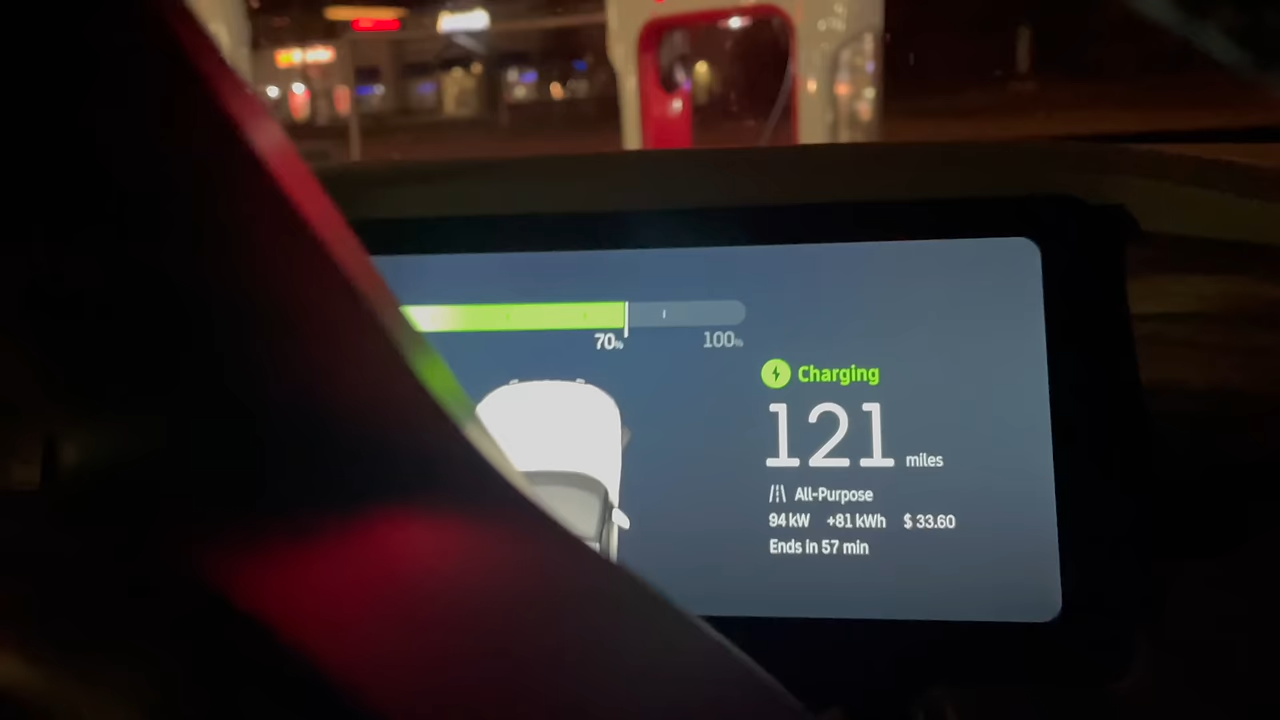 70%
100%
Charging
121 miles
All-Purpose
94 kW +81 kWh $ 33.60
Ends in 57 min